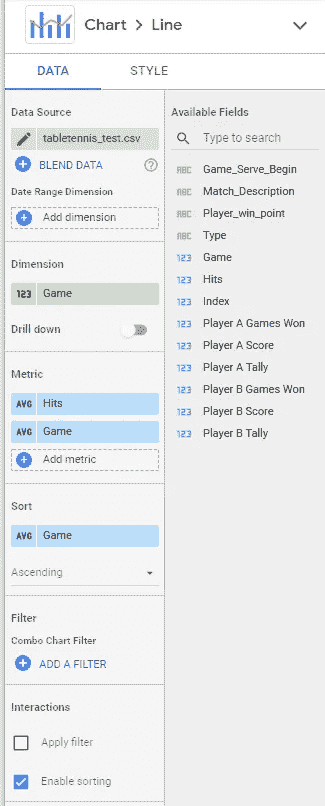 Chart > Line
DATA
STYLE
Data Source
tabletennis_test.csv
BLEND DATA
?
Date Range Dimension
Add dimension
Dimension
123 Game
Drill down
Metric
AVG Hits
AVG Game
Add metric
Sort
AVG Game
Ascending
Filter
Combo Chart Filter
ADD A FILTER
Interactions
Apply filter
Enable sorting
Available Fields
Type to search
ABC Game_Serve_Begin
ABC Match_Description
ABC Player_win_point
ABC Type
123 Game
123 Hits
123 Index
123 Player A Games Won
123 Player A Score
123 Player A Tally
123 Player B Games Won
123 Player B Score
123 Player B Tally